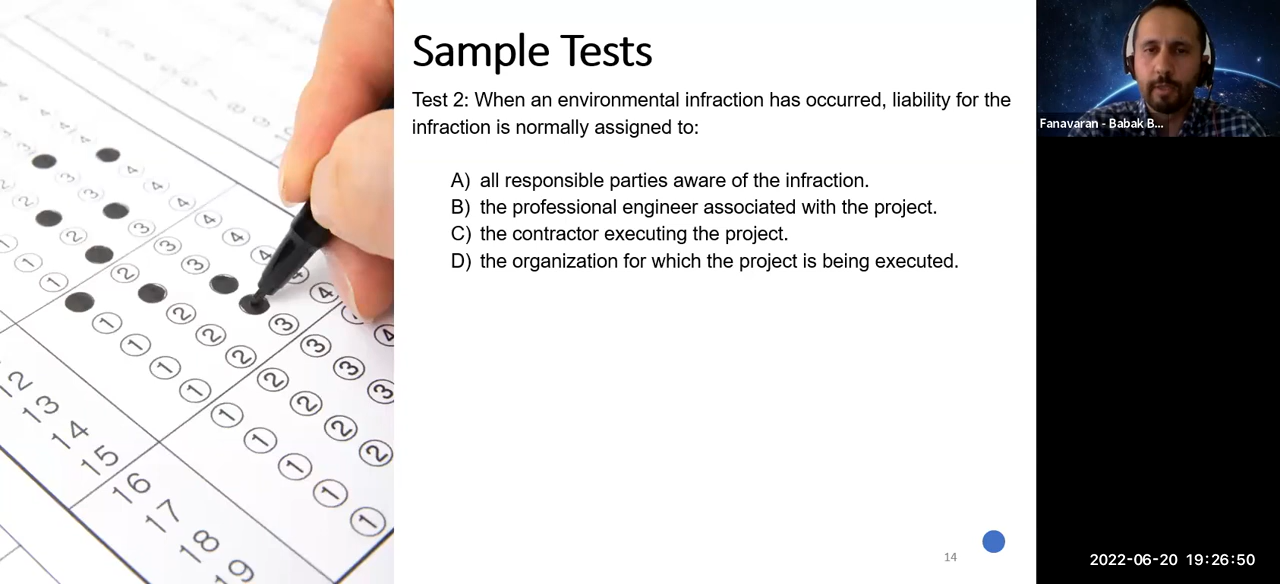 Sample Tests
Test 2: When an environmental infraction has occurred, liability for the
infraction is normally assigned to:
A) all responsible parties aware of the infraction.
B) the professional engineer associated with the project.
C) the contractor executing the project.
D) the organization for which the project is being executed.
14
Fanavaran - Babak B...
2022-06-20 19:26:50
12
13
14
15
16
17
18
19